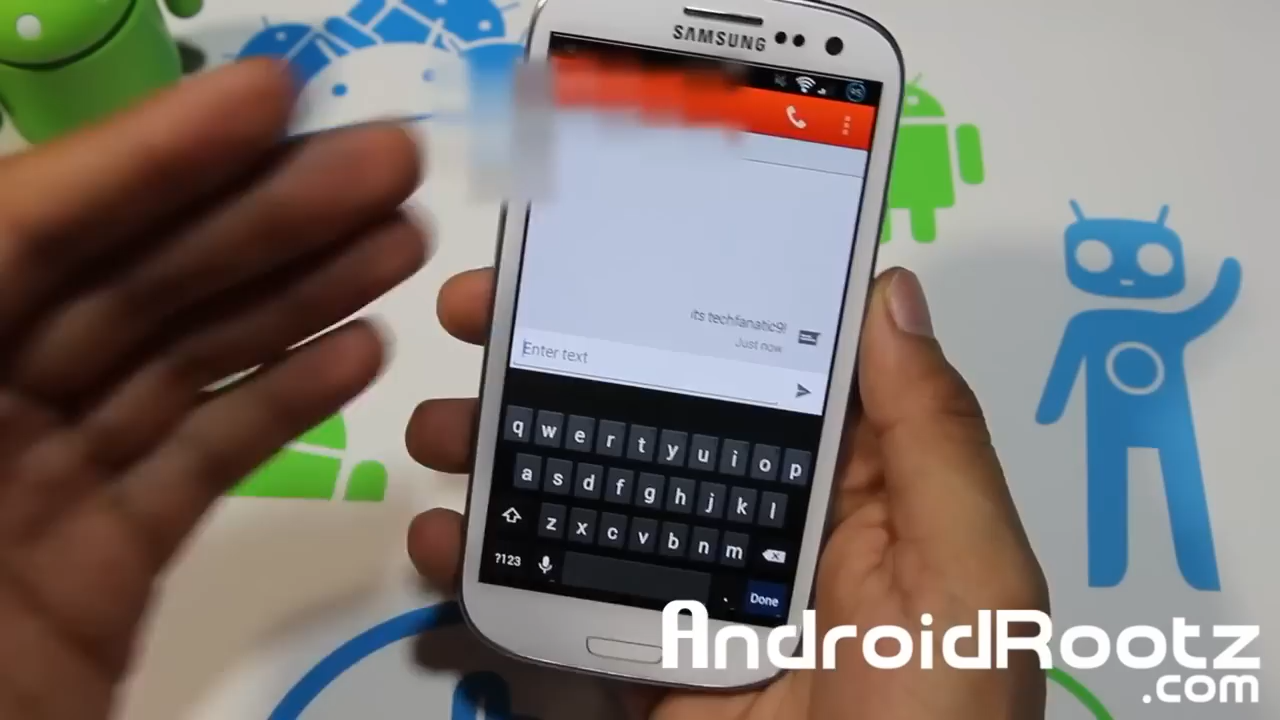 SAMSUNG
its techfanatic9!
Just now
Enter text
q w e r t y u i o p
a s d f g h j k l
z x c v b n m
?123 . Done
AndroidRootz
.com